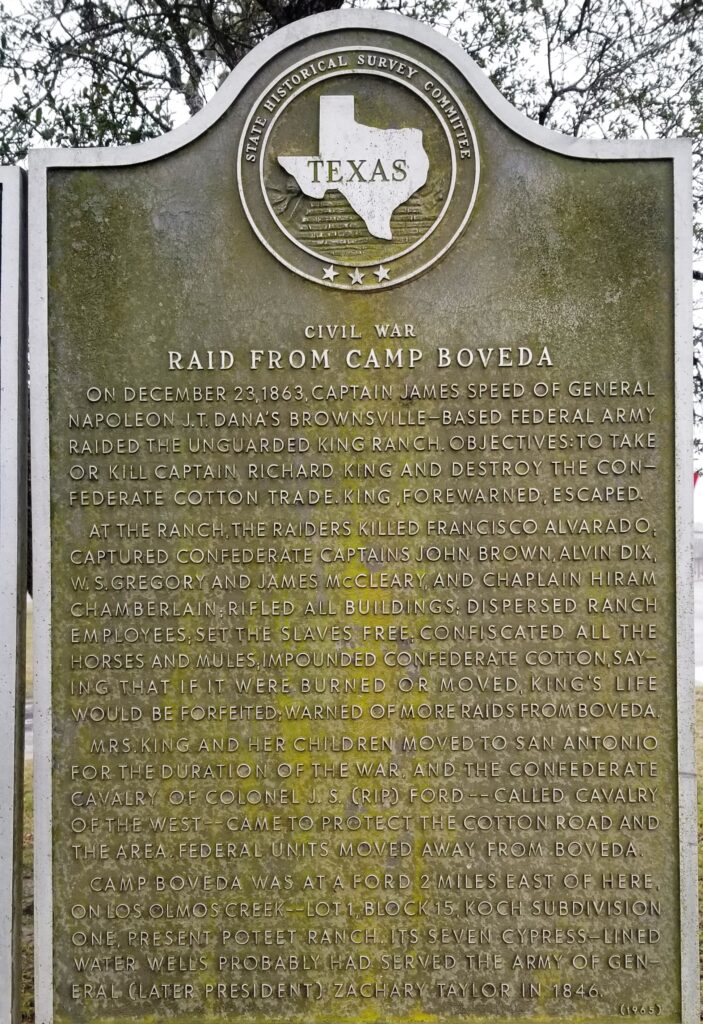 STATE HISTORICAL SURVEY COMMITTEE
TEXAS
CIVIL WAR
RAID FROM CAMP BOVEDA
ON DECEMBER 23, 1863, CAPTAIN JAMES SPEED OF GENERAL
NAPOLEON J.T. DANA'S BROWNSVILLE-BASED FEDERAL ARMY
RAIDED THE UNGUARDED KING RANCH. OBJECTIVES: TO TAKE
OR KILL CAPTAIN RICHARD KING AND DESTROY THE CON-
FEDERATE COTTON TRADE. KING, FOREWARNED, ESCAPED.
AT THE RANCH, THE RAIDERS KILLED FRANCISCO ALVARADO;
CAPTURED CONFEDERATE CAPTAINS JOHN BROWN, ALVIN DIX,
W. S. GREGORY AND JAMES McCLEARY, AND CHAPLAIN HIRAM
CHAMBERLAIN; RIFLED ALL BUILDINGS; DISPERSED RANCH
EMPLOYEES; SET THE SLAVES FREE, CONFISCATED ALL THE
HORSES AND MULES; IMPOUNDED CONFEDERATE COTTON, SAY-
ING THAT IF IT WERE BURNED OR MOVED, KING'S LIFE
WOULD BE FORFEITED; WARNED OF MORE RAIDS FROM BOVEDA.
MRS. KING AND HER CHILDREN MOVED TO SAN ANTONIO
FOR THE DURATION OF THE WAR, AND THE CONFEDERATE
CAVALRY OF COLONEL J. S. (RIP) FORD--CALLED CAVALRY
OF THE WEST--CAME TO PROTECT THE COTTON ROAD AND
THE AREA. FEDERAL UNITS MOVED AWAY FROM BOVEDA.
CAMP BOVEDA WAS AT A FORD 2 MILES EAST OF HERE,
ON LOS OLMOS CREEK--LOT 1, BLOCK 15, KOCH SUBDIVISION
ONE, PRESENT POTEET RANCH. ITS SEVEN CYPRESS-LINED
WATER WELLS PROBABLY HAD SERVED THE ARMY OF GEN-
ERAL (LATER PRESIDENT) ZACHARY TAYLOR IN 1846.
(1965)